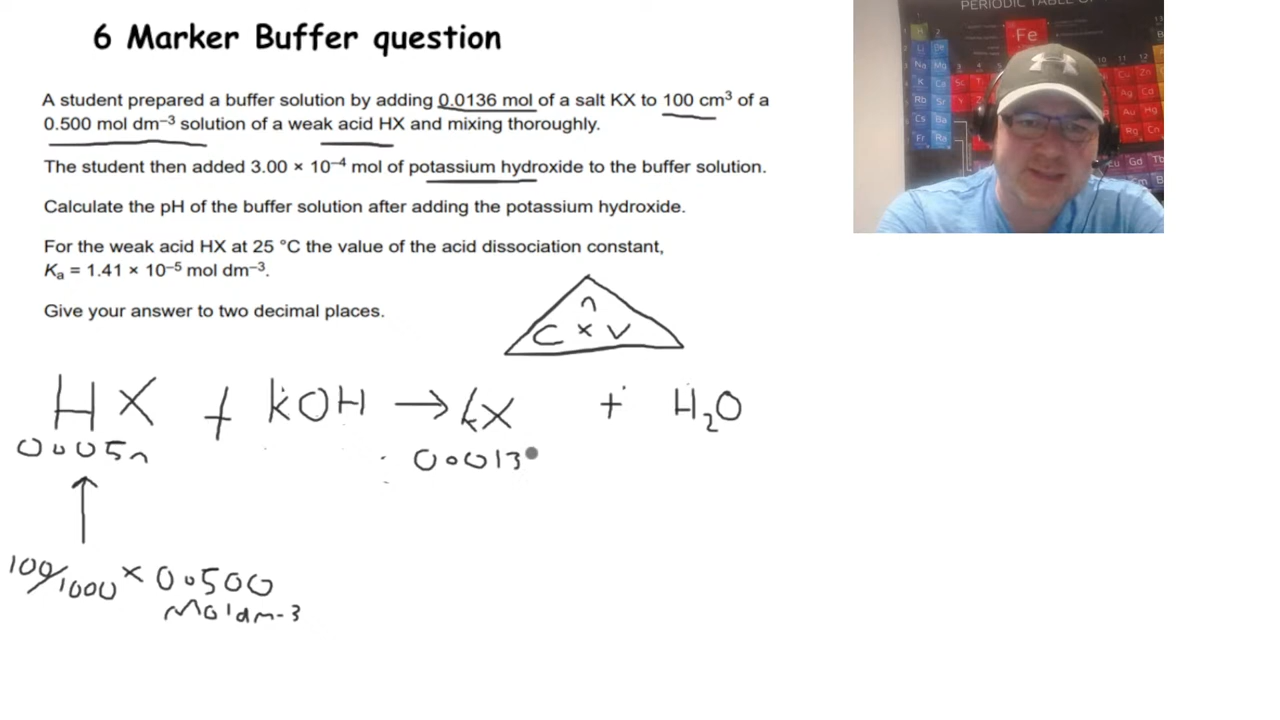 6 Marker Buffer question
PERIODIC TABLE OF
A student prepared a buffer solution by adding 0.0136 mol of a salt KX to 100 cm³ of a
0.500 mol dm⁻³ solution of a weak acid HX and mixing thoroughly.
The student then added 3.00 × 10⁻⁴ mol of potassium hydroxide to the buffer solution.
Calculate the pH of the buffer solution after adding the potassium hydroxide.
For the weak acid HX at 25 °C the value of the acid dissociation constant,
Kₐ = 1.41 × 10⁻⁵ mol dm⁻³.
Give your answer to two decimal places.
n
C × V
HX + kOH → kX + H₂O
0.05n
0.013
100/1000 × 0.500
Moldm-3
Fe